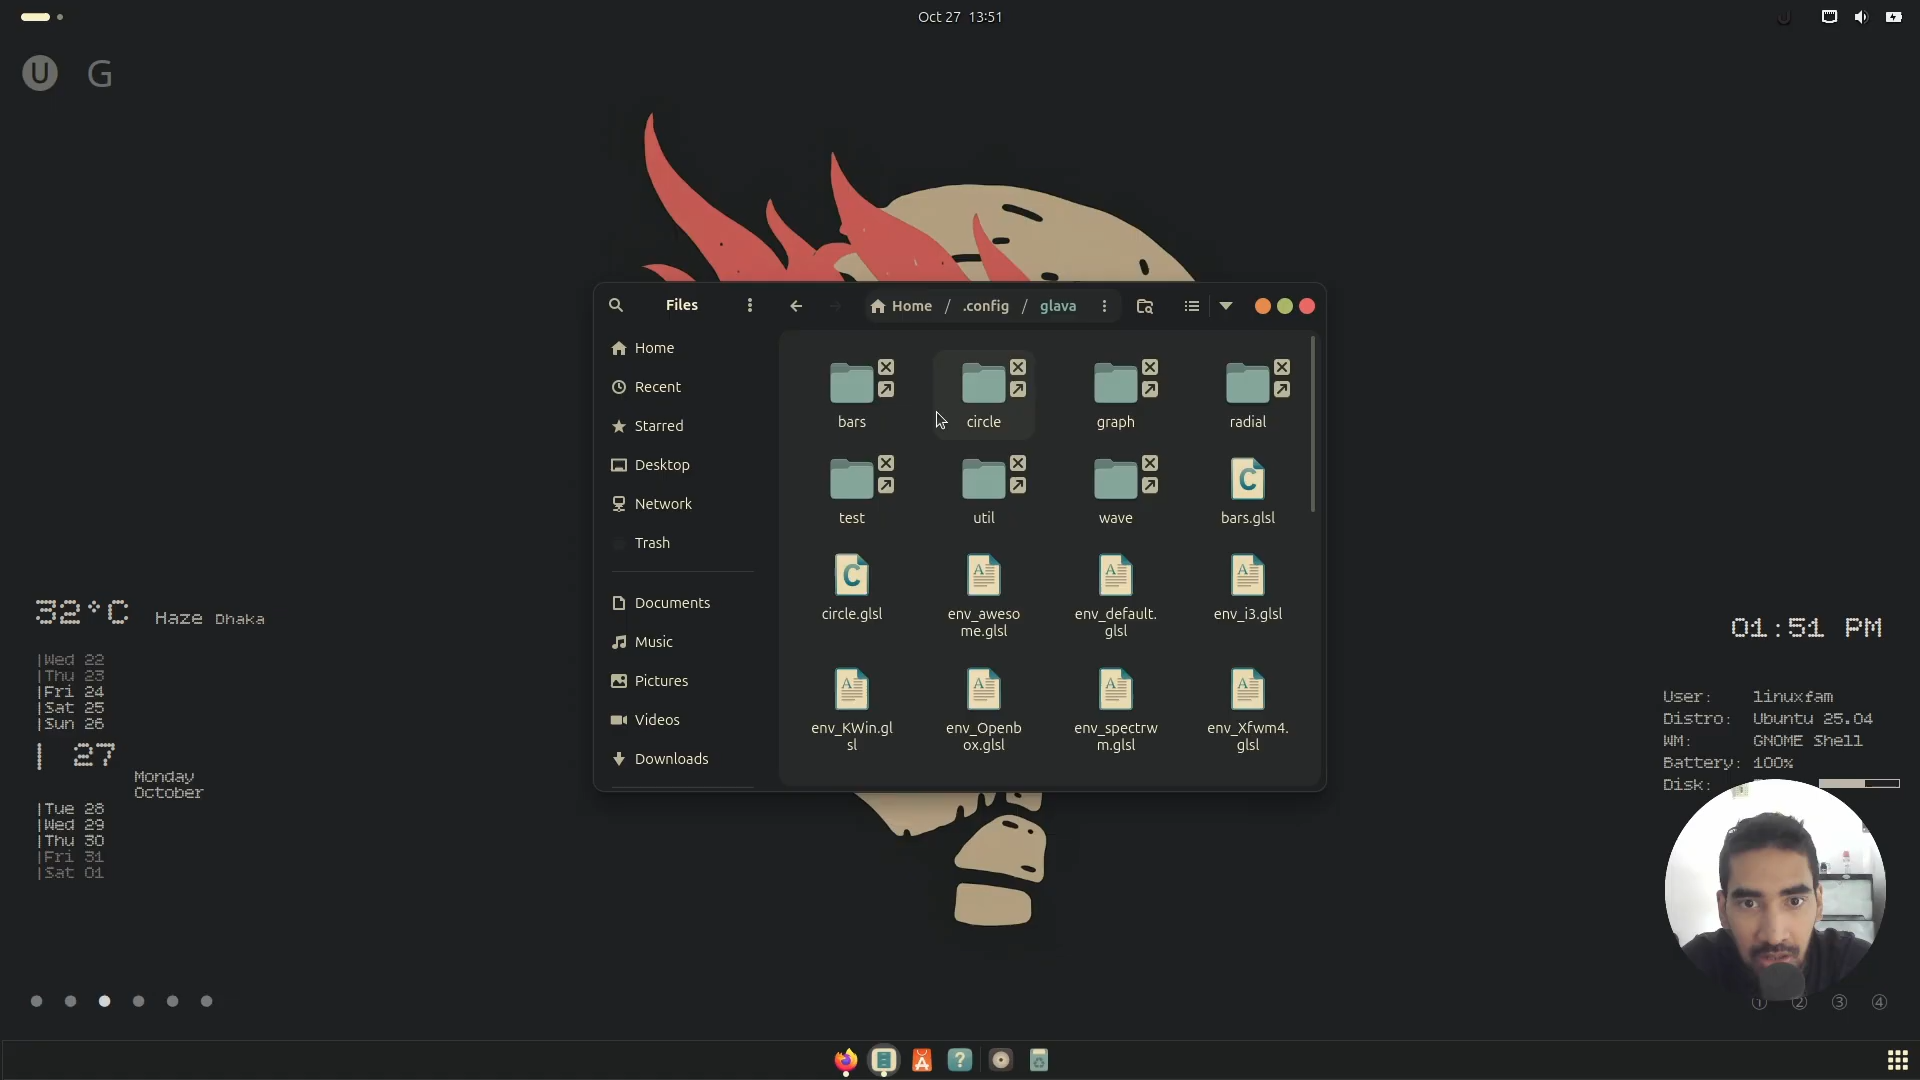 Oct 27 13:51
U G
Files
Home / .config / glava
Home
Recent
Starred
Desktop
Network
Trash
Documents
Music
Pictures
Videos
Downloads
bars
circle
graph
radial
test
util
wave
bars.glsl
circle.glsl
env_aweso
me.glsl
env_default.
glsl
env_i3.glsl
env_KWin.gl
sl
env_Openb
ox.glsl
env_spectrw
m.glsl
env_Xfwm4.
glsl
32°C Haze Dhaka
|Wed 22
|Thu 23
|Fri 24
|Sat 25
|Sun 26
| 27
Monday
October
|Tue 28
|Wed 29
|Thu 30
|Fri 31
|Sat 01
01:51 PM
User: linuxfam
Distro: Ubuntu 25.04
WM: GNOME Shell
Battery: 100%
Disk:
① ② ③ ④